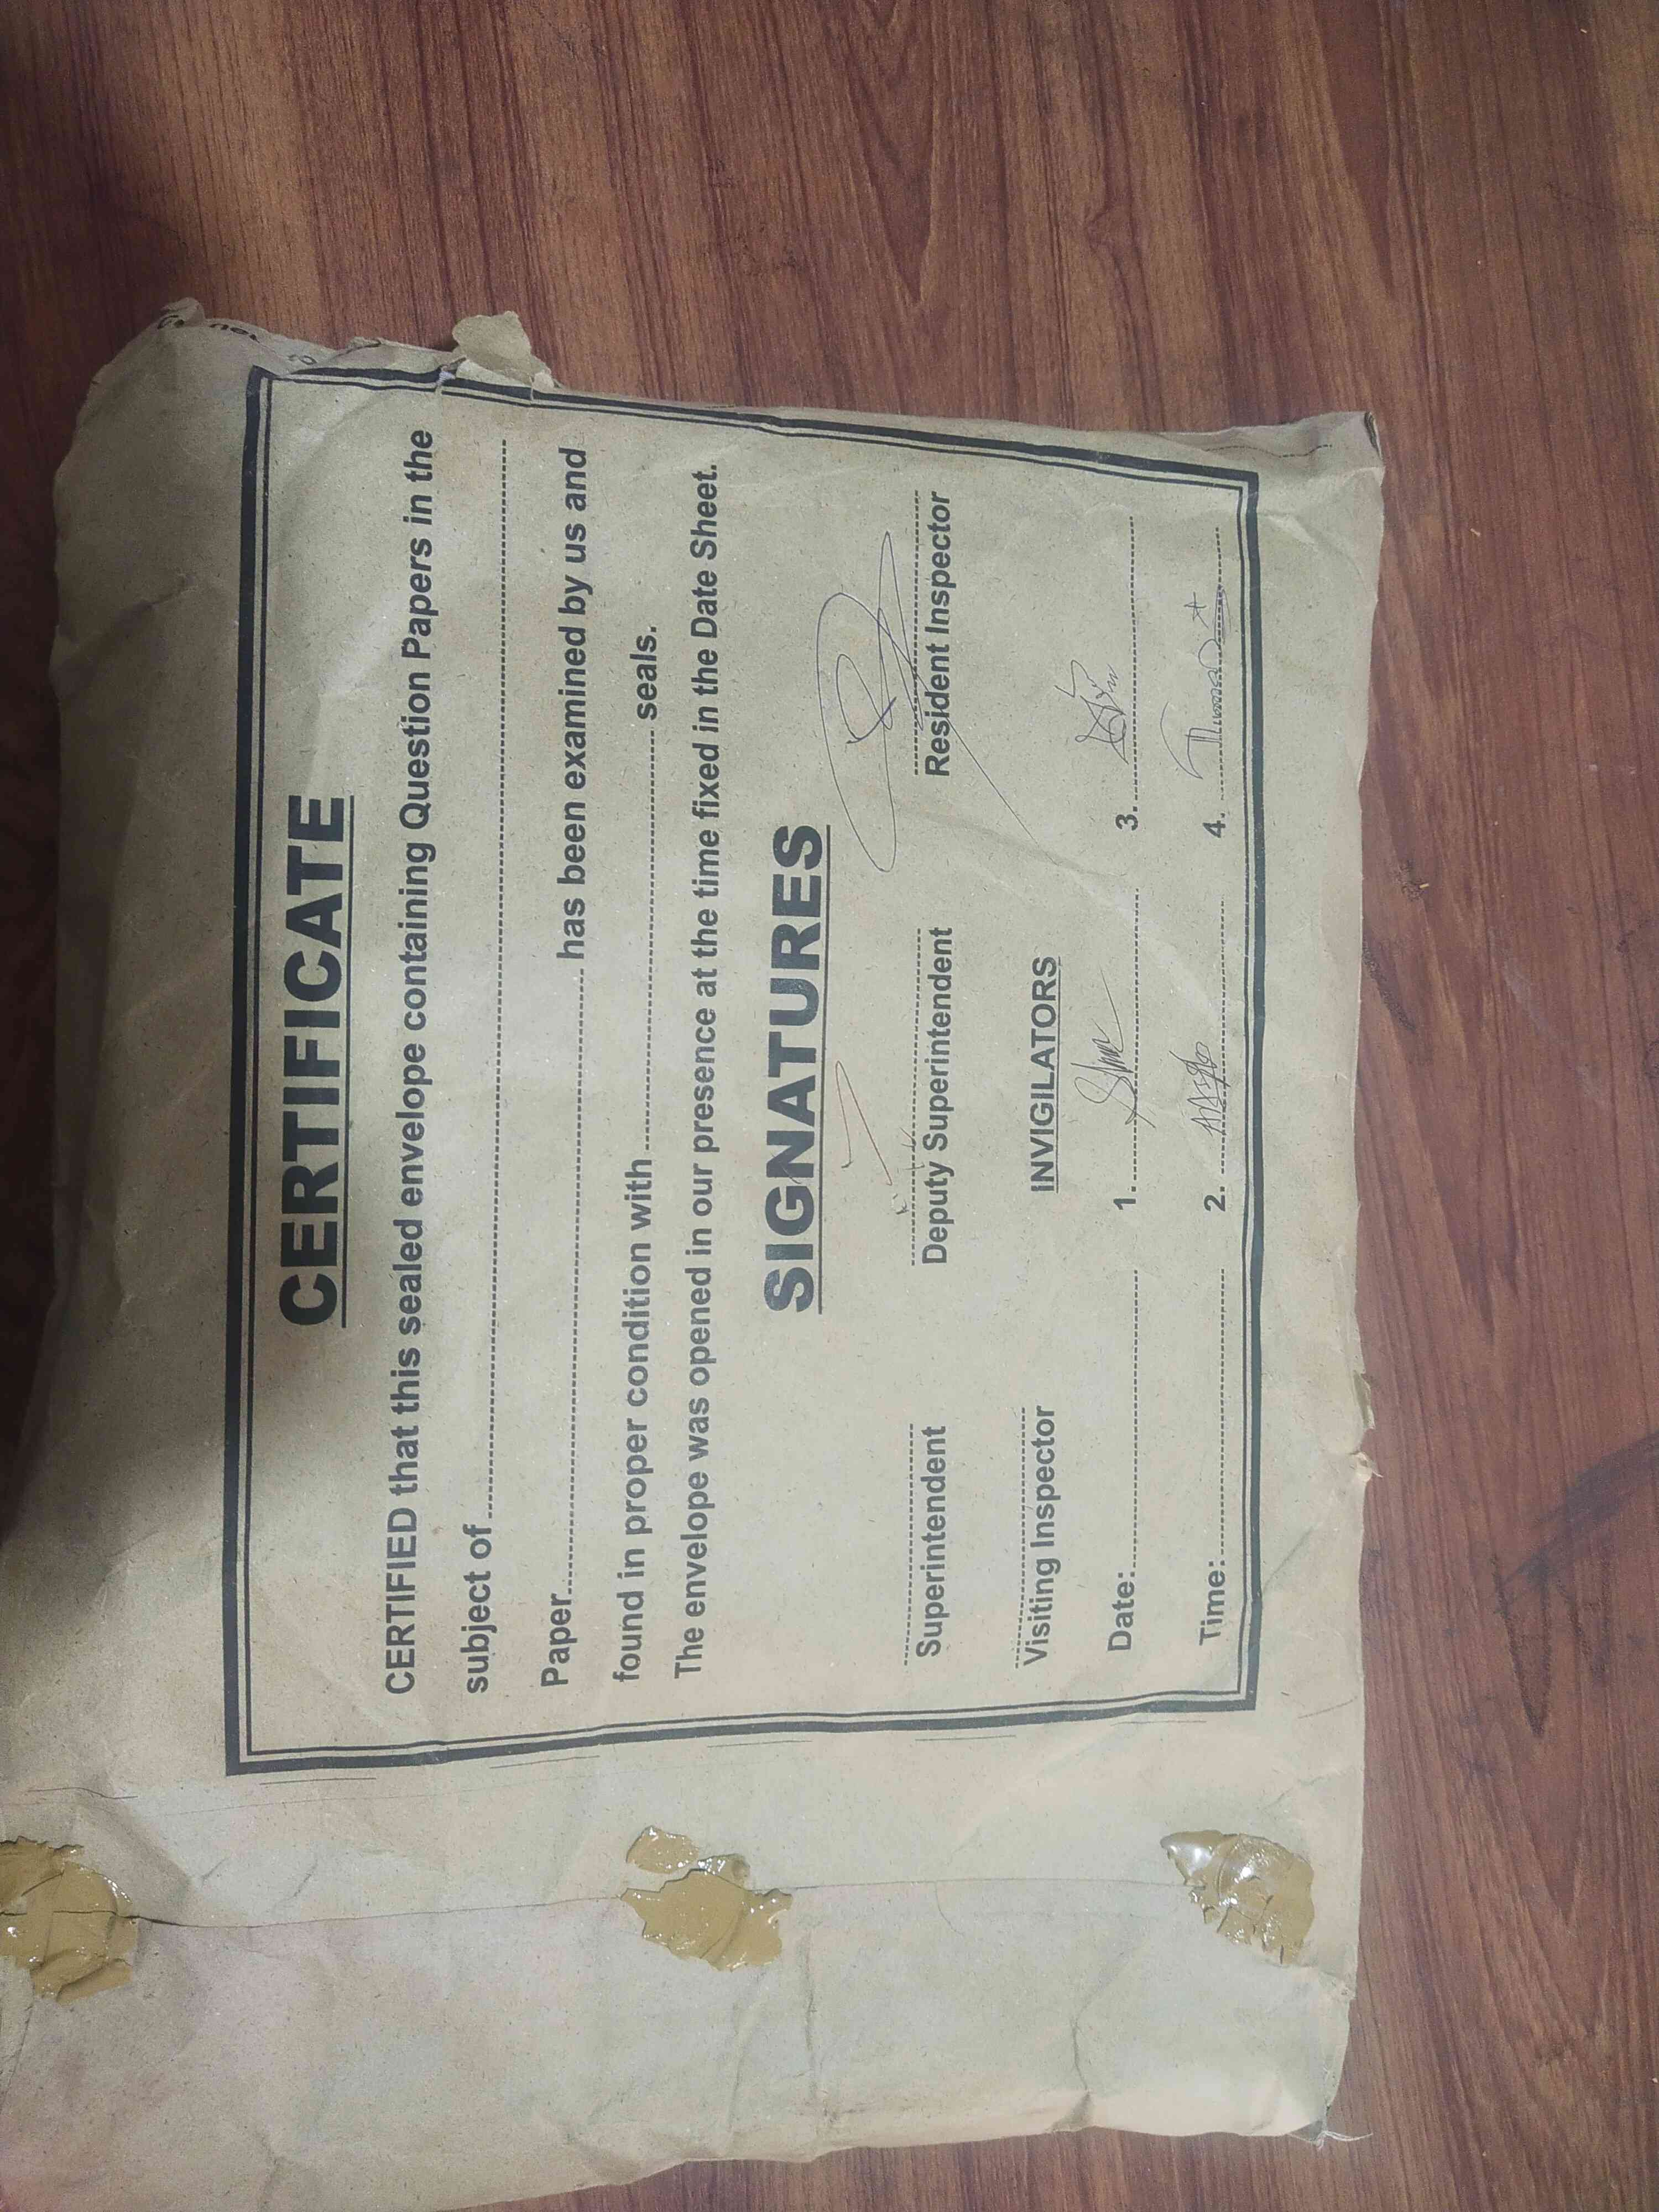 CERTIFICATE
CERTIFIED that this sealed envelope containing Question Papers in the
subject of
Paper has been examined by us and
found in proper condition with seals.
The envelope was opened in our presence at the time fixed in the Date Sheet.
SIGNATURES
Superintendent Deputy Superintendent Resident Inspector
Visiting Inspector INVIGILATORS
Date: 1. 3.
Time: 2. 4.